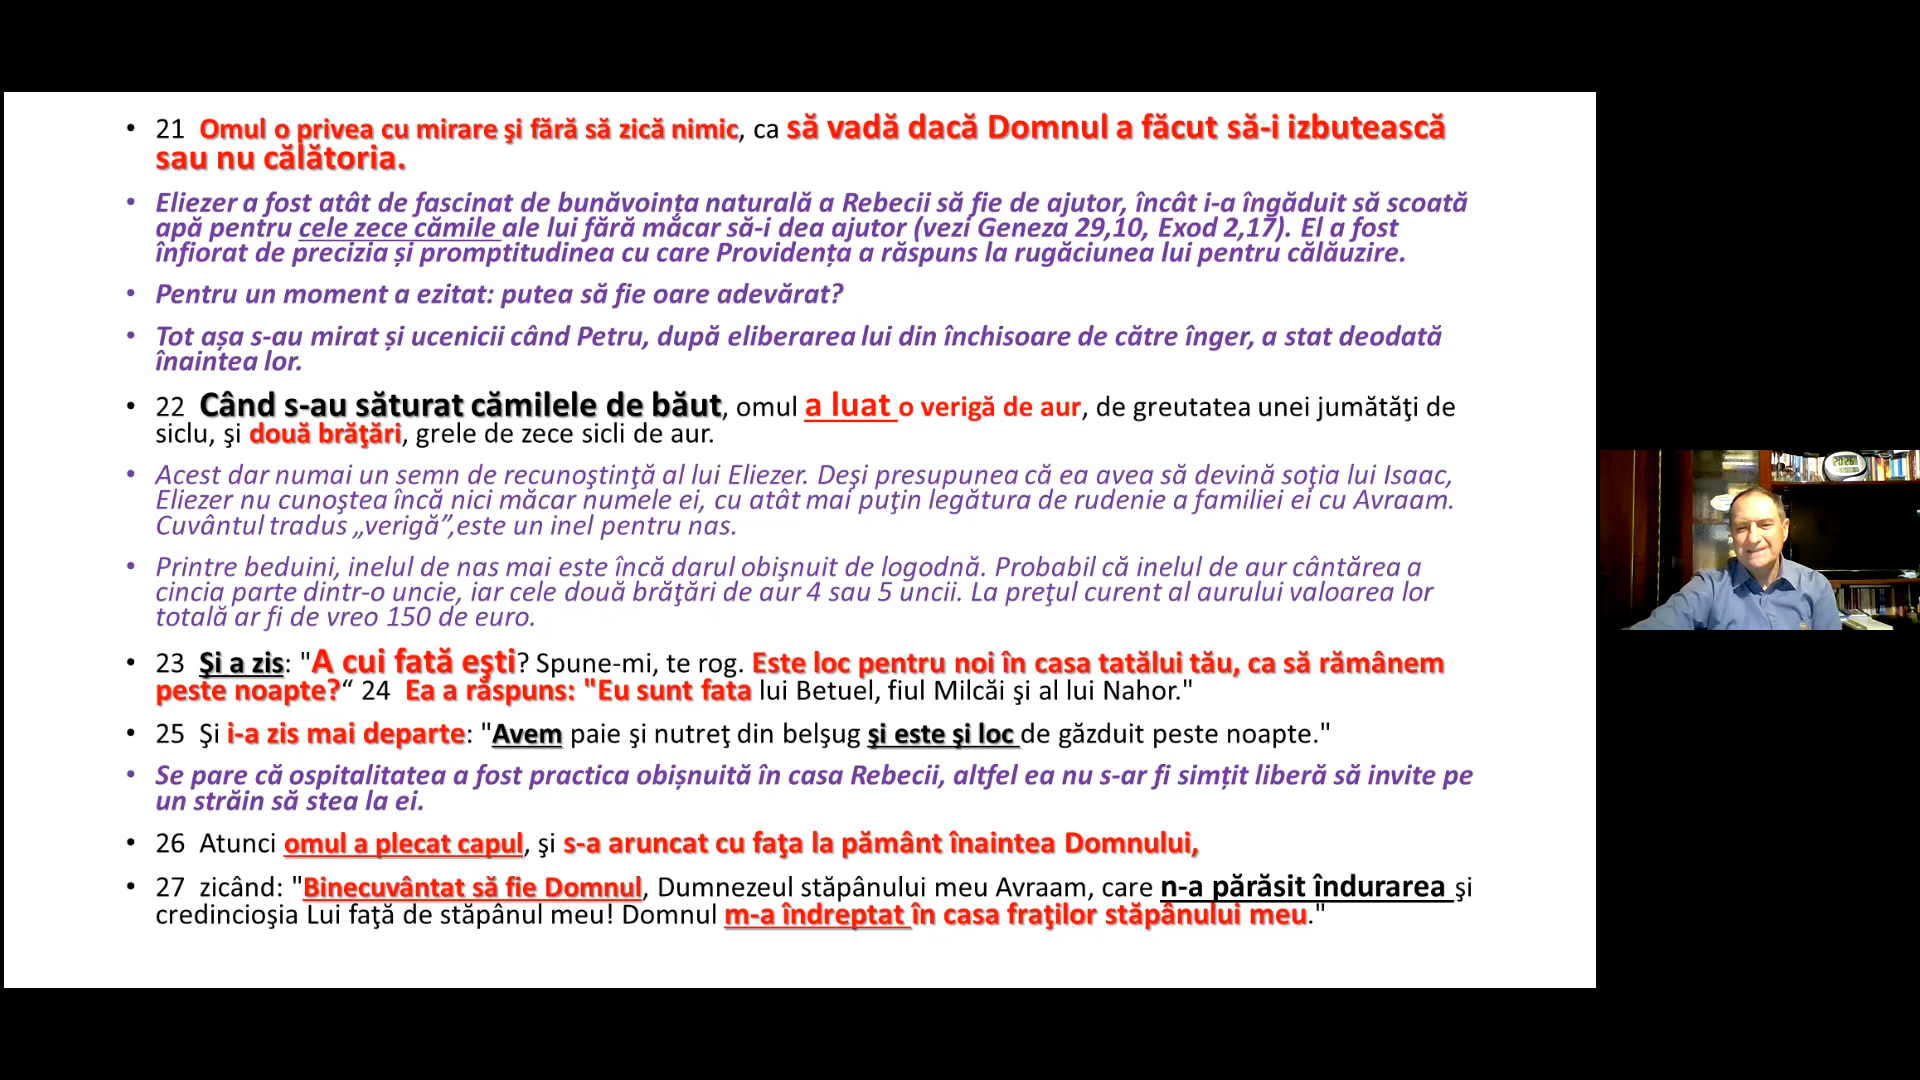 • 21 Omul o privea cu mirare şi fără să zică nimic, ca să vadă dacă Domnul a făcut să-i izbutească
sau nu călătoria.
• Eliezer a fost atât de fascinat de bunăvoința naturală a Rebecii să fie de ajutor, încât i-a îngăduit să scoată
apă pentru cele zece cămile ale lui fără măcar să-i dea ajutor (vezi Geneza 29,10, Exod 2,17). El a fost
înfiorat de precizia și promptitudinea cu care Providența a răspuns la rugăciunea lui pentru călăuzire.
• Pentru un moment a ezitat: putea să fie oare adevărat?
• Tot așa s-au mirat și ucenicii când Petru, după eliberarea lui din închisoare de către înger, a stat deodată
înaintea lor.
• 22 Când s-au săturat cămilele de băut, omul a luat o verigă de aur, de greutatea unei jumătăţi de
siclu, şi două brăţări, grele de zece sicli de aur.
• Acest dar numai un semn de recunoştinţă al lui Eliezer. Deşi presupunea că ea avea să devină soţia lui Isaac,
Eliezer nu cunoştea încă nici măcar numele ei, cu atât mai puţin legătura de rudenie a familiei ei cu Avraam.
Cuvântul tradus „verigă”,este un inel pentru nas.
• Printre beduini, inelul de nas mai este încă darul obişnuit de logodnă. Probabil că inelul de aur cântărea a
cincia parte dintr-o uncie, iar cele două brăţări de aur 4 sau 5 uncii. La preţul curent al aurului valoarea lor
totală ar fi de vreo 150 de euro.
• 23 Şi a zis: "A cui fată eşti? Spune-mi, te rog. Este loc pentru noi în casa tatălui tău, ca să rămânem
peste noapte?“ 24 Ea a răspuns: "Eu sunt fata lui Betuel, fiul Milcăi şi al lui Nahor."
• 25 Şi i-a zis mai departe: "Avem paie şi nutreţ din belşug şi este şi loc de găzduit peste noapte."
• Se pare că ospitalitatea a fost practica obișnuită în casa Rebecii, altfel ea nu s-ar fi simțit liberă să invite pe
un străin să stea la ei.
• 26 Atunci omul a plecat capul, şi s-a aruncat cu faţa la pământ înaintea Domnului,
• 27 zicând: "Binecuvântat să fie Domnul, Dumnezeul stăpânului meu Avraam, care n-a părăsit îndurarea şi
credincioşia Lui faţă de stăpânul meu! Domnul m-a îndreptat în casa fraţilor stăpânului meu."